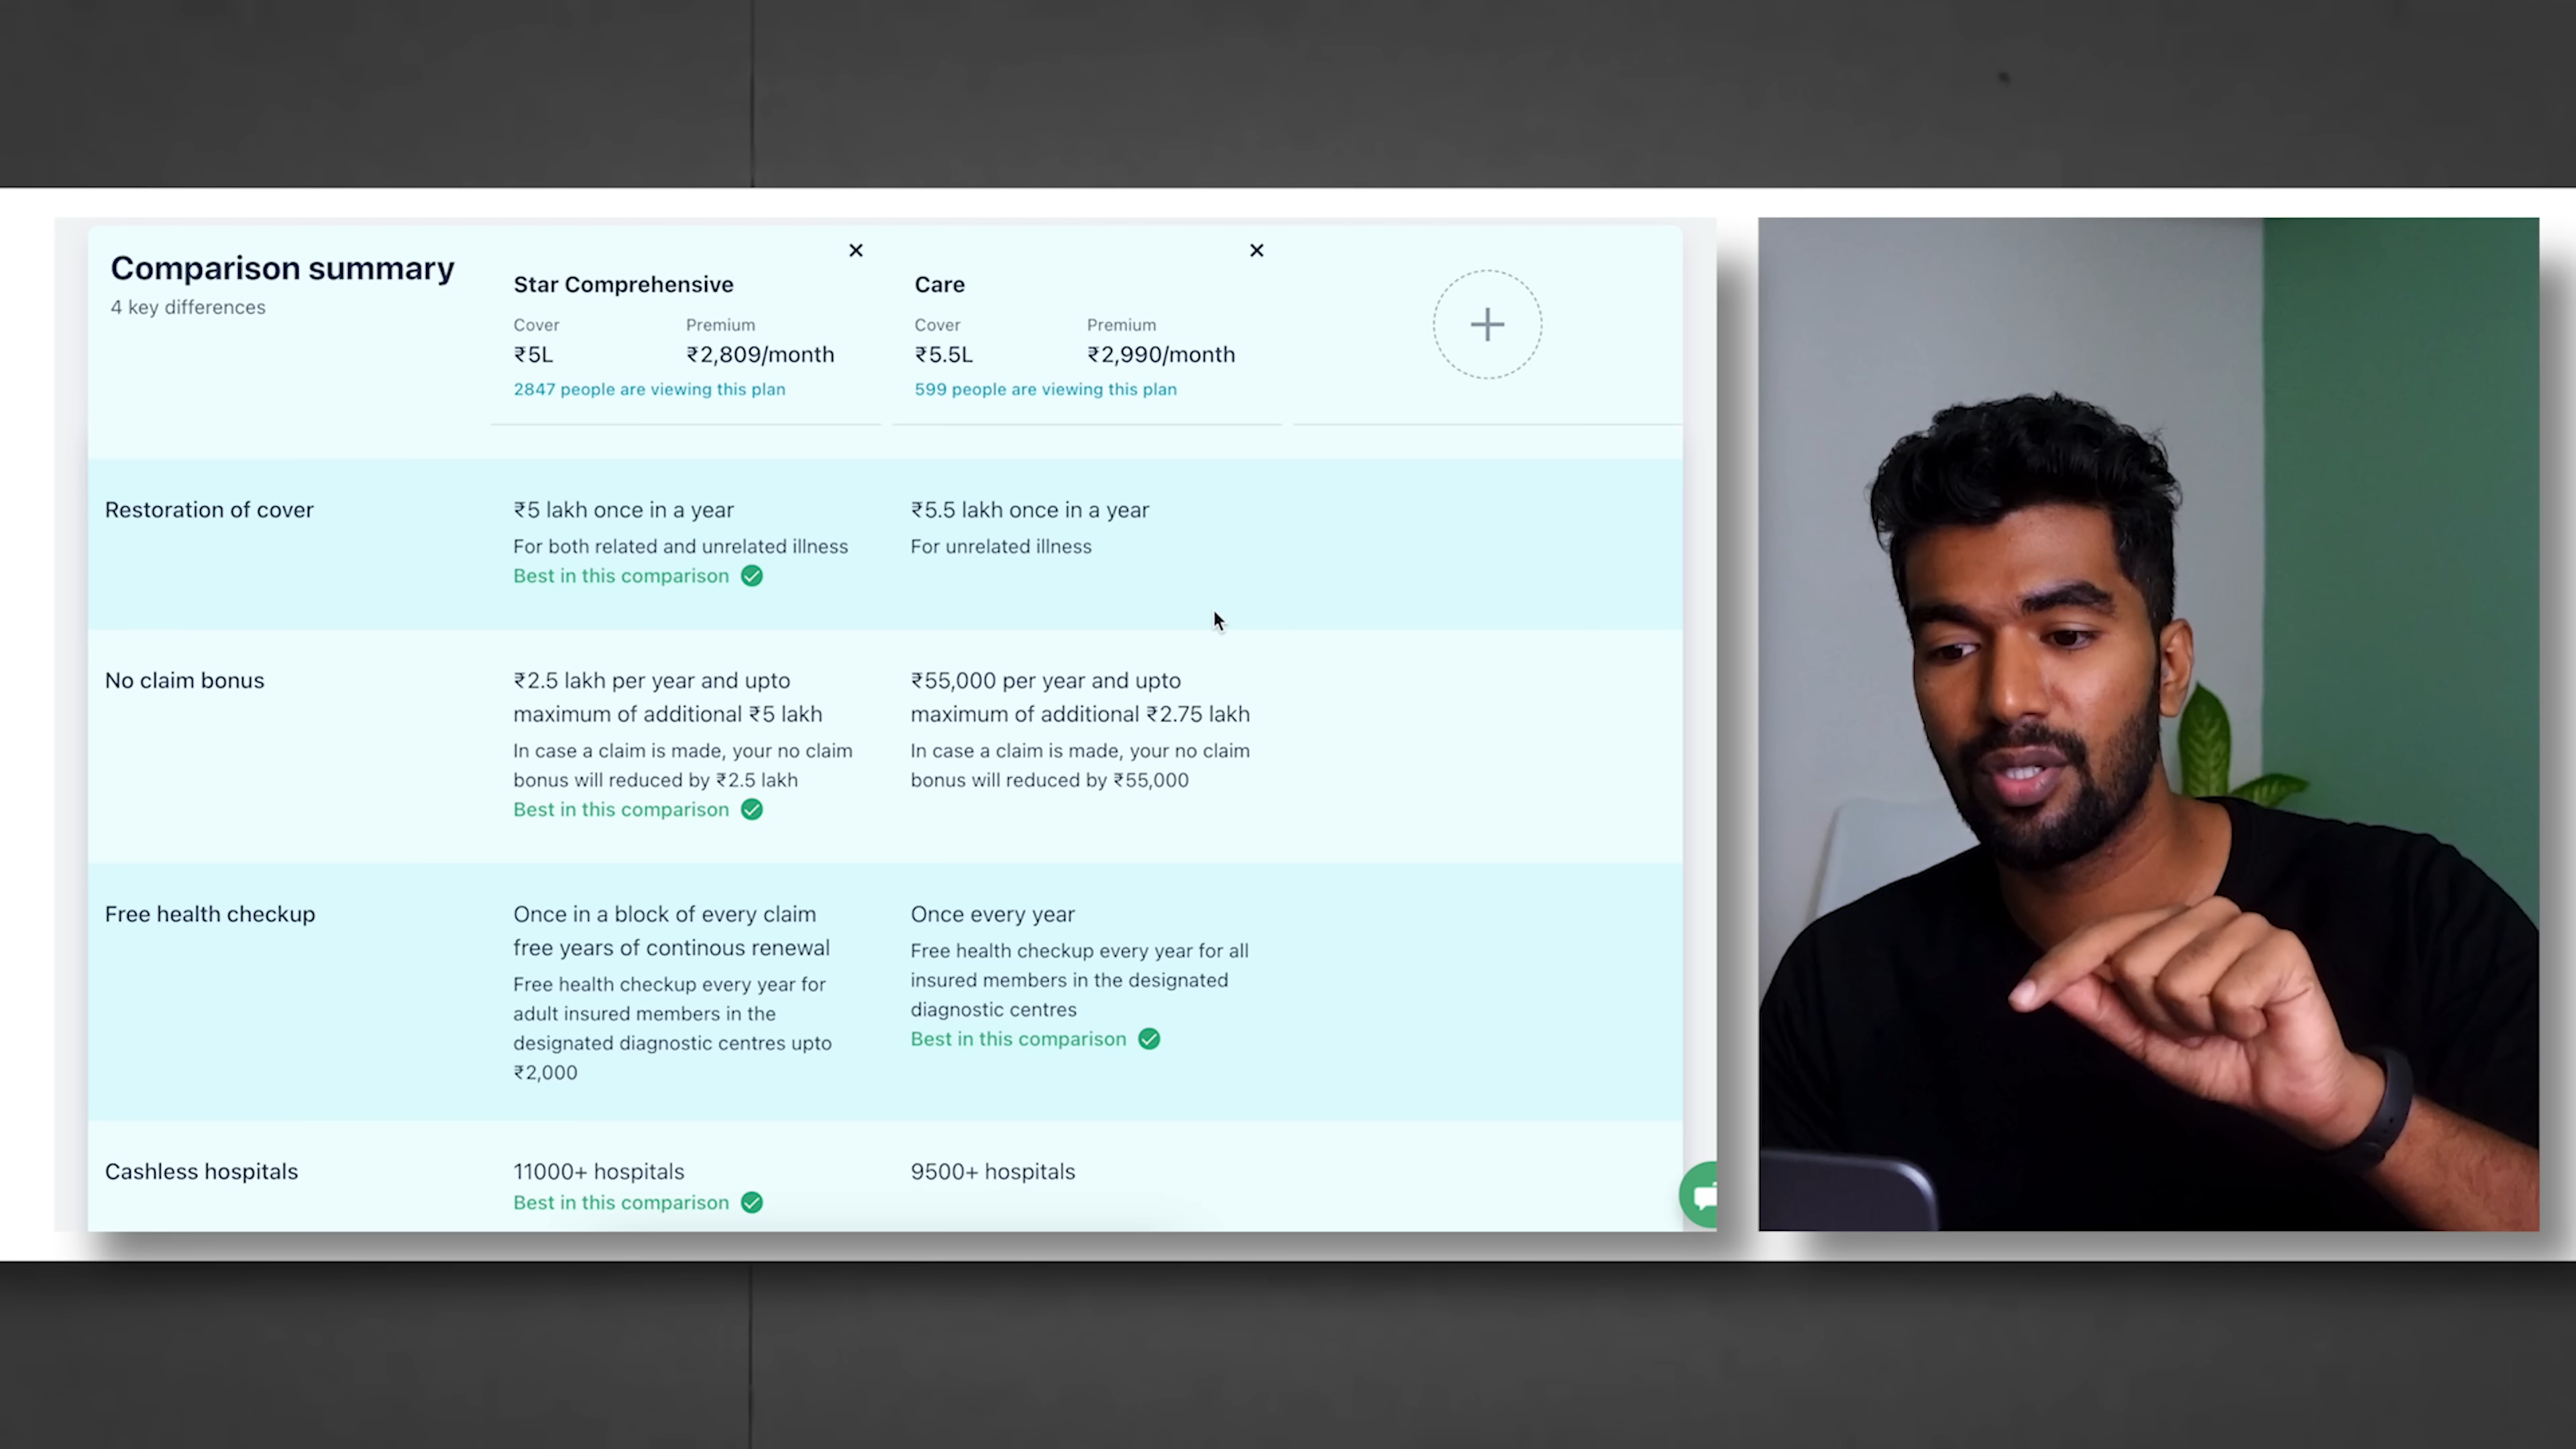 Comparison summary
4 key differences
Star Comprehensive
Cover
Premium
₹5L
₹2,809/month
2847 people are viewing this plan
Care
Cover
Premium
₹5.5L
₹2,990/month
599 people are viewing this plan
Restoration of cover
₹5 lakh once in a year
For both related and unrelated illness
Best in this comparison
₹5.5 lakh once in a year
For unrelated illness
No claim bonus
₹2.5 lakh per year and upto
maximum of additional ₹5 lakh
In case a claim is made, your no claim
bonus will reduced by ₹2.5 lakh
Best in this comparison
₹55,000 per year and upto
maximum of additional ₹2.75 lakh
In case a claim is made, your no claim
bonus will reduced by ₹55,000
Free health checkup
Once in a block of every claim
free years of continous renewal
Free health checkup every year for
adult insured members in the
designated diagnostic centres upto
₹2,000
Once every year
Free health checkup every year for all
insured members in the designated
diagnostic centres
Best in this comparison
Cashless hospitals
11000+ hospitals
Best in this comparison
9500+ hospitals